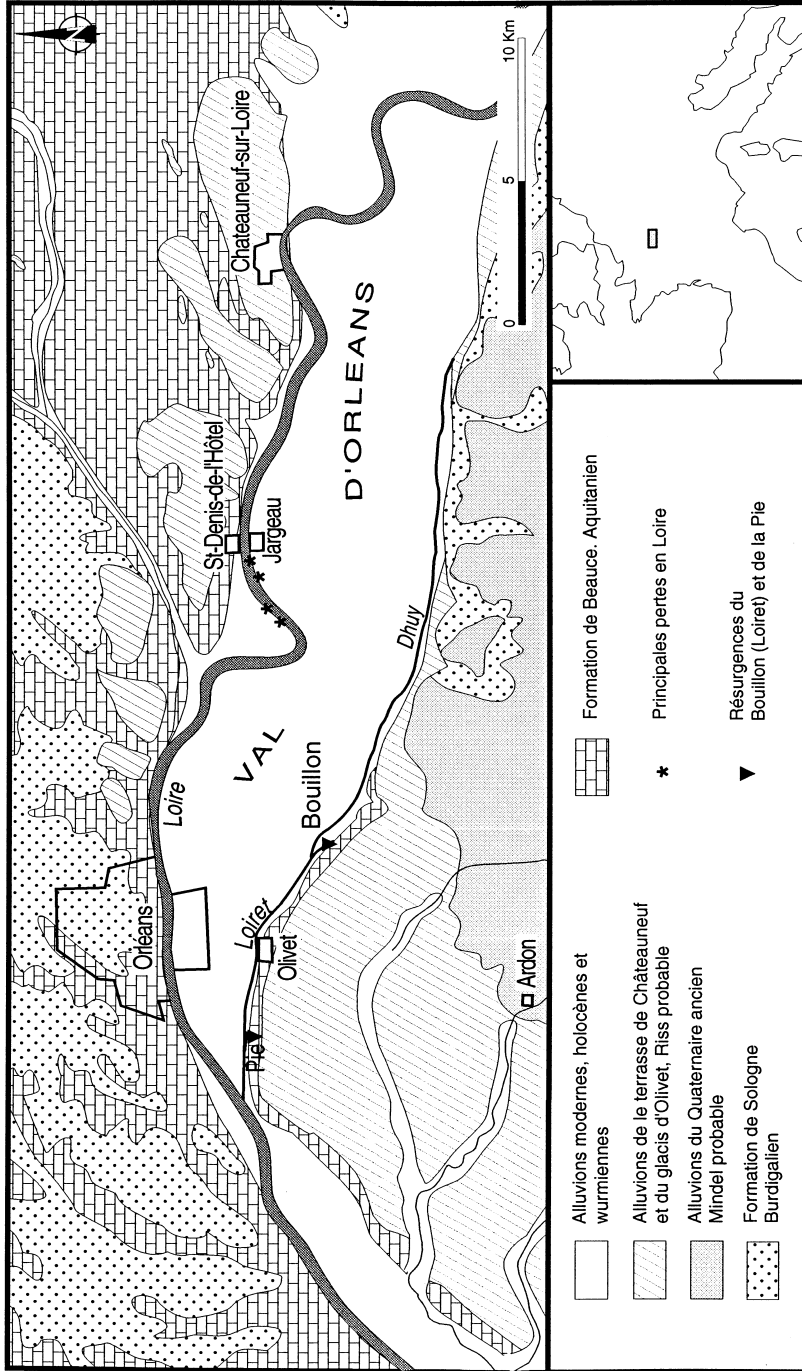 N
Chateauneuf-sur-Loire
St-Denis-de-l'Hôtel
Jargeau
Orléans
Loire
VAL
D'ORLEANS
Bouillon
Loiret
Olivet
Pie
Dhuy
Ardon
0
5
10 Km
Alluvions modernes, holocènes et
wurmiennes
Alluvions de le terrasse de Châteauneuf
et du glacis d'Olivet, Riss probable
Alluvions du Quaternaire ancien
Mindel probable
Formation de Sologne
Burdigalien
Formation de Beauce. Aquitanien
Principales pertes en Loire
Résurgences du
Bouillon (Loiret) et de la Pie